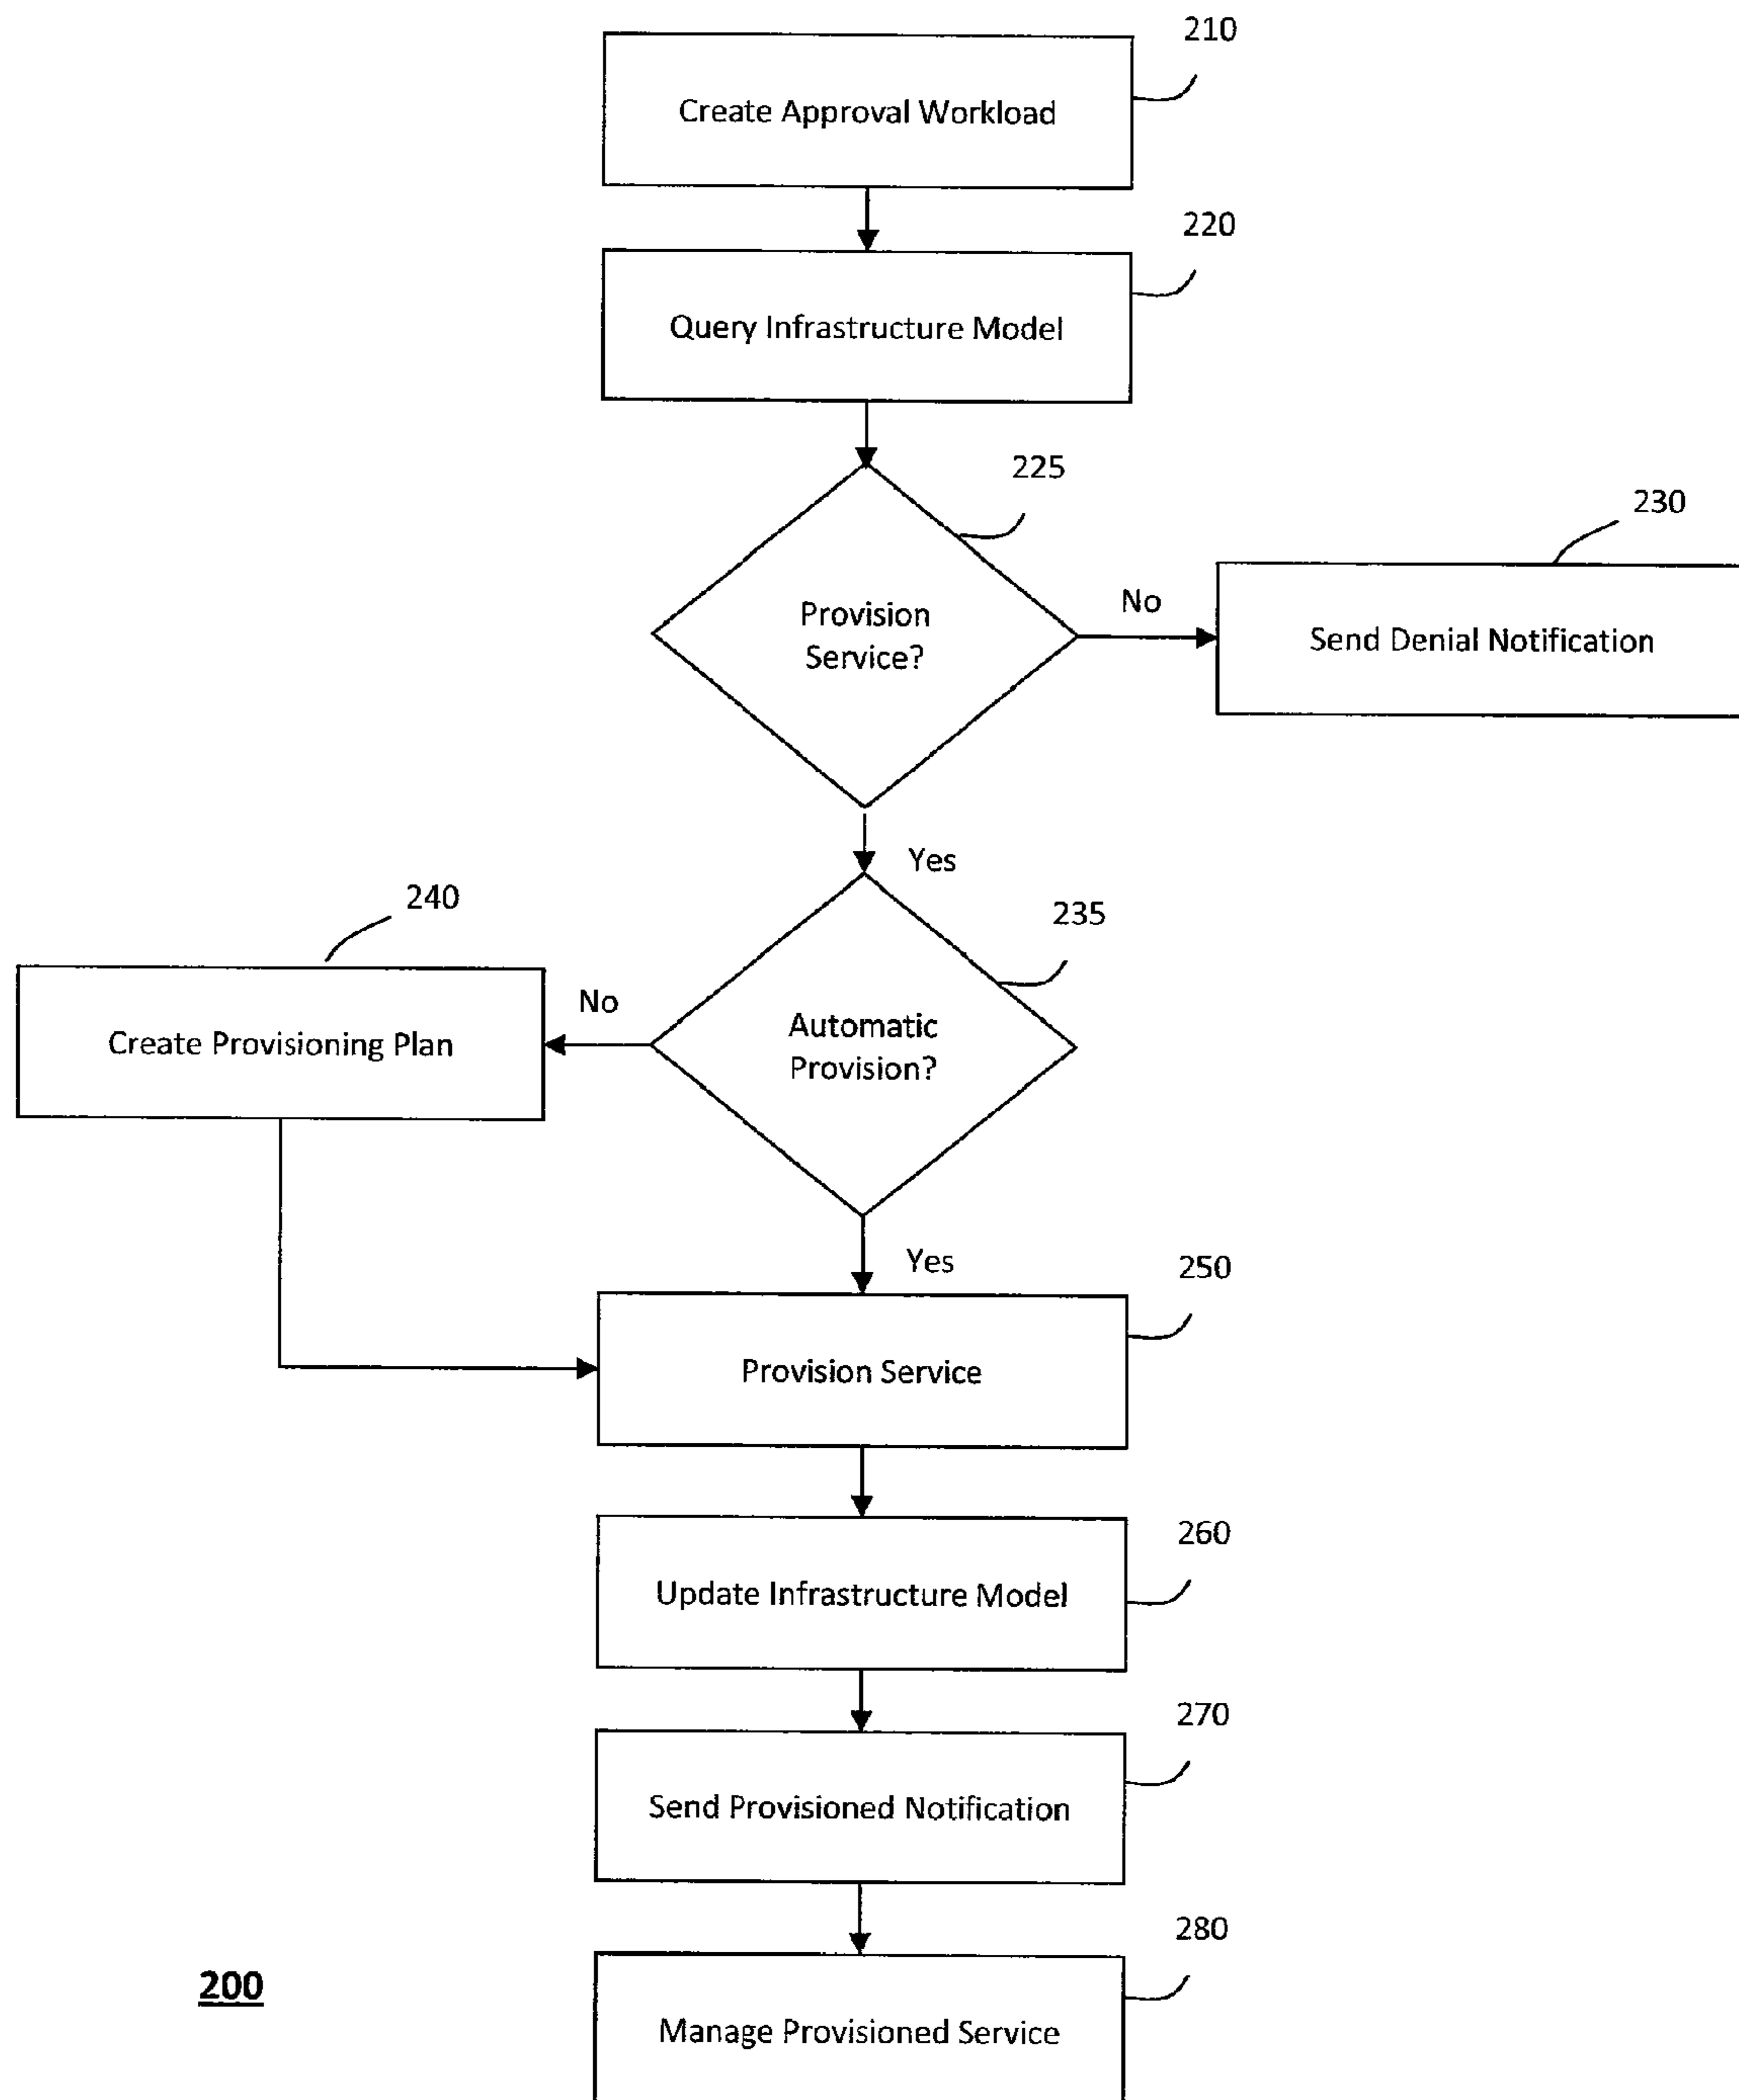 210
Create Approval Workload
220
Query Infrastructure Model
225
230
Provision
Service?
No
Send Denial Notification
Yes
240
235
No
Create Provisioning Plan
Automatic
Provision?
Yes
250
Provision Service
260
Update Infrastructure Model
270
Send Provisioned Notification
280
200
Manage Provisioned Service